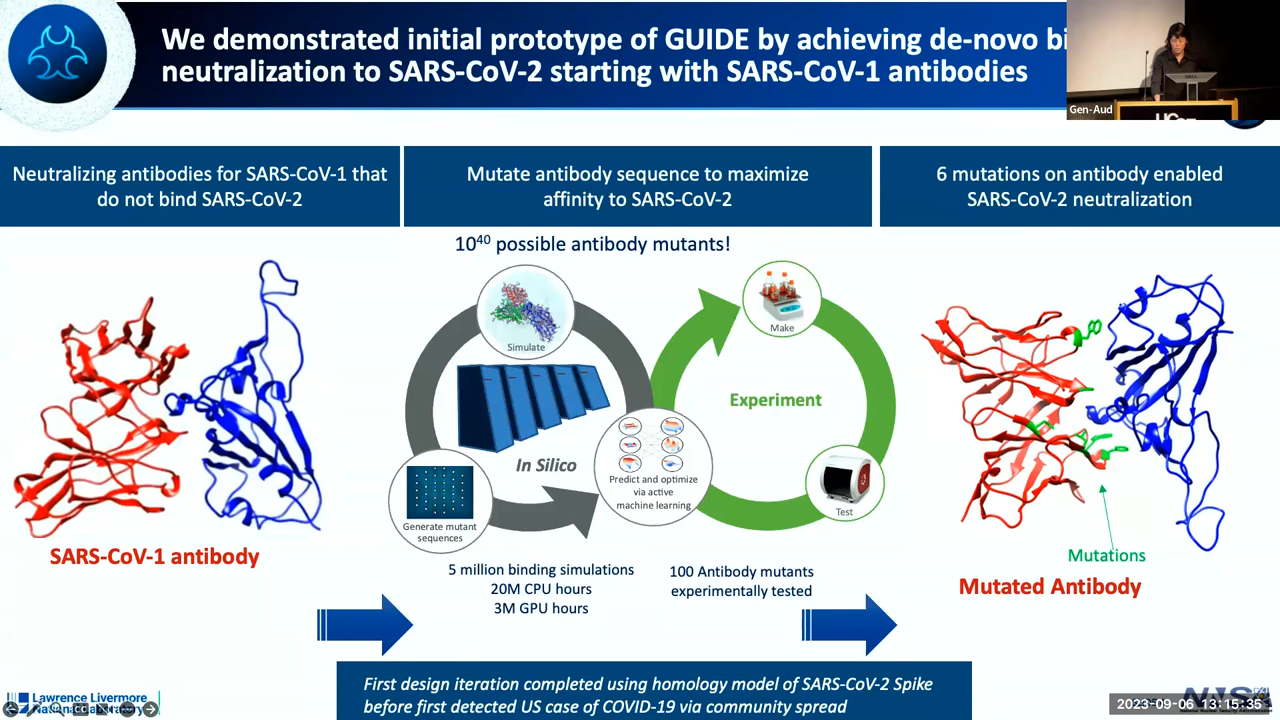 We demonstrated initial prototype of GUIDE by achieving de-novo bi
neutralization to SARS-CoV-2 starting with SARS-CoV-1 antibodies
Gen-Aud
Neutralizing antibodies for SARS-CoV-1 that
do not bind SARS-CoV-2
Mutate antibody sequence to maximize
affinity to SARS-CoV-2
6 mutations on antibody enabled
SARS-CoV-2 neutralization
10⁴⁰ possible antibody mutants!
Simulate
Make
Experiment
In Silico
Predict and optimize
via active
machine learning
Generate mutant
sequences
Test
SARS-CoV-1 antibody
5 million binding simulations
20M CPU hours
3M GPU hours
100 Antibody mutants
experimentally tested
Mutations
Mutated Antibody
First design iteration completed using homology model of SARS-CoV-2 Spike
before first detected US case of COVID-19 via community spread
Lawrence Livermore
National Laboratory
2023-09-06 13:15:35